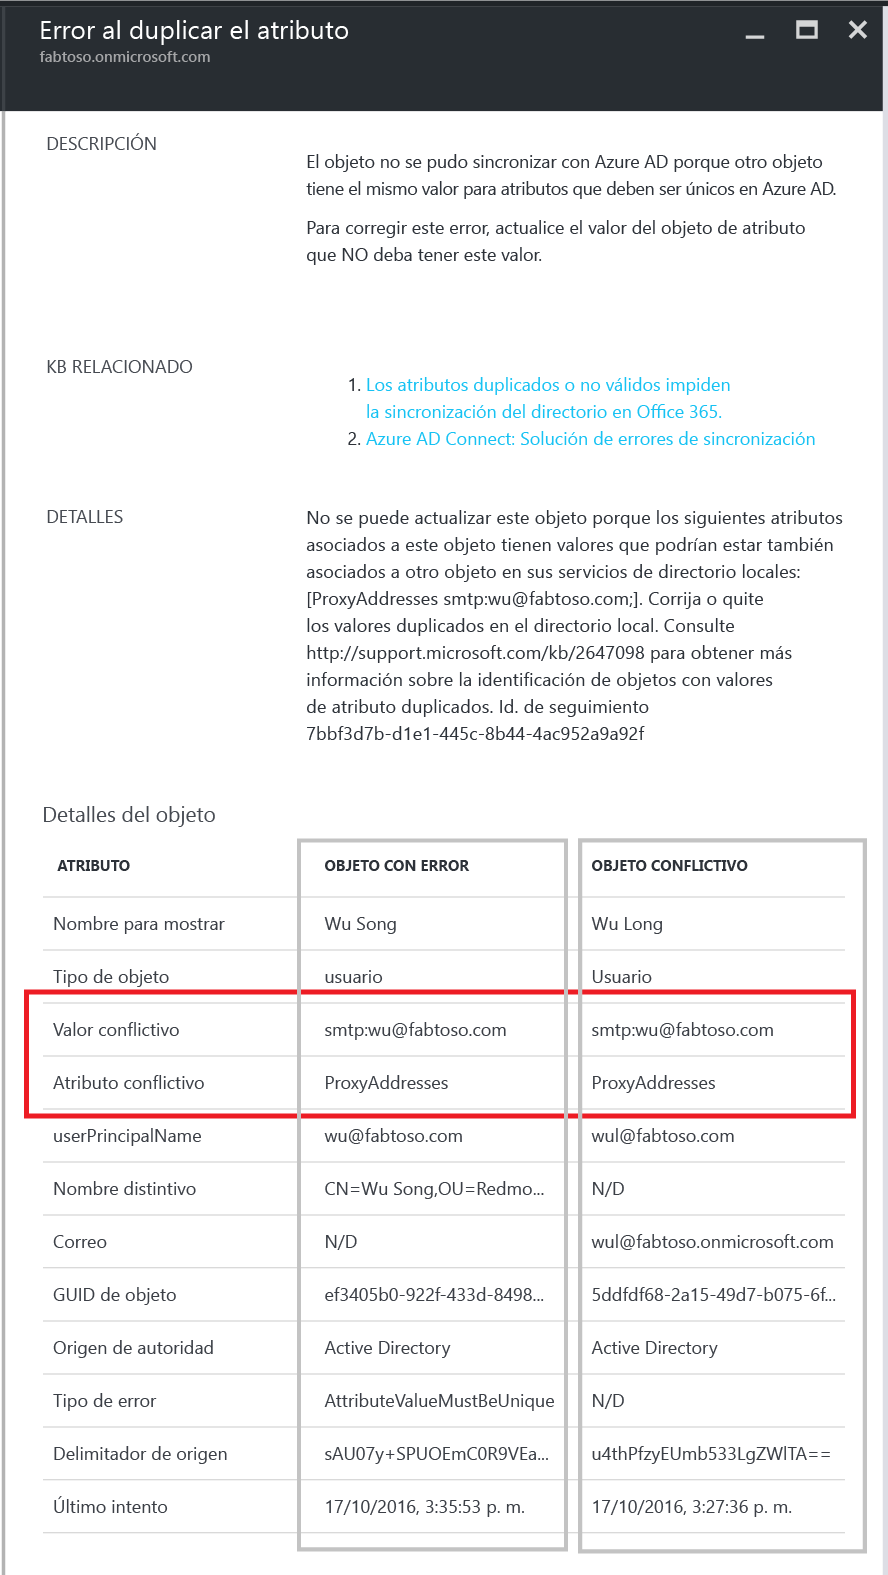 Error al duplicar el atributo
fabtoso.onmicrosoft.com
DESCRIPCIÓN
El objeto no se pudo sincronizar con Azure AD porque otro objeto
tiene el mismo valor para atributos que deben ser únicos en Azure AD.
Para corregir este error, actualice el valor del objeto de atributo
que NO deba tener este valor.
KB RELACIONADO
1. Los atributos duplicados o no válidos impiden
la sincronización del directorio en Office 365.
2. Azure AD Connect: Solución de errores de sincronización
DETALLES
No se puede actualizar este objeto porque los siguientes atributos
asociados a este objeto tienen valores que podrían estar también
asociados a otro objeto en sus servicios de directorio locales:
[ProxyAddresses smtp:wu@fabtoso.com;]. Corrija o quite
los valores duplicados en el directorio local. Consulte
http://support.microsoft.com/kb/2647098 para obtener más
información sobre la identificación de objetos con valores
de atributo duplicados. Id. de seguimiento
7bbf3d7b-d1e1-445c-8b44-4ac952a9a92f
Detalles del objeto
ATRIBUTO OBJETO CON ERROR OBJETO CONFLICTIVO
Nombre para mostrar Wu Song Wu Long
Tipo de objeto usuario Usuario
Valor conflictivo smtp:wu@fabtoso.com smtp:wu@fabtoso.com
Atributo conflictivo ProxyAddresses ProxyAddresses
userPrincipalName wu@fabtoso.com wul@fabtoso.com
Nombre distintivo CN=Wu Song,OU=Redmo... N/D
Correo N/D wul@fabtoso.onmicrosoft.com
GUID de objeto ef3405b0-922f-433d-8498... 5ddfdf68-2a15-49d7-b075-6f...
Origen de autoridad Active Directory Active Directory
Tipo de error AttributeValueMustBeUnique N/D
Delimitador de origen sAU07y+SPUOEmC0R9VEa... u4thPfzyEUmb533LgZWlTA==
Último intento 17/10/2016, 3:35:53 p. m. 17/10/2016, 3:27:36 p. m.